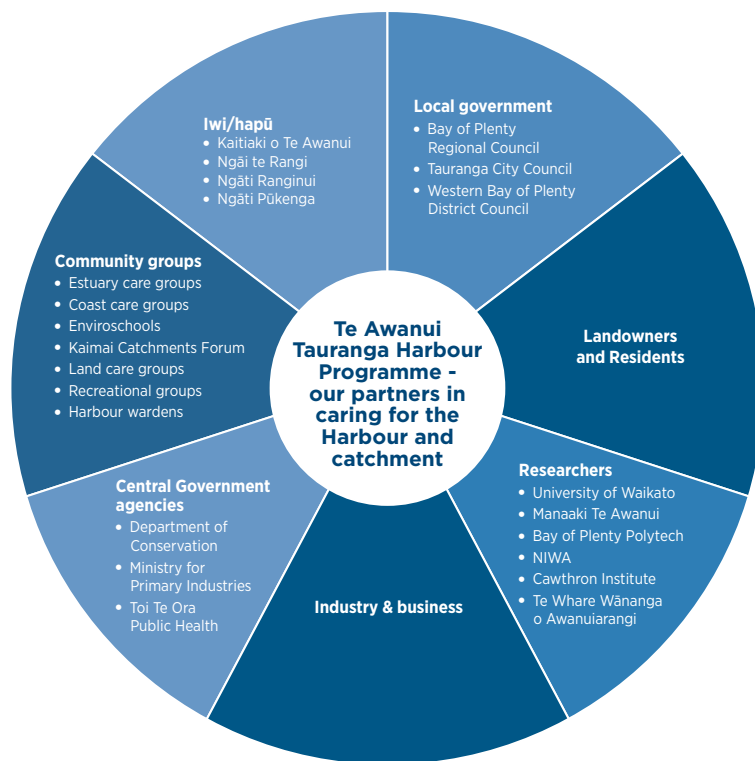 Iwi/hapū
• Kaitiaki o Te Awanui
• Ngāi te Rangi
• Ngāti Ranginui
• Ngāti Pūkenga
Local government
• Bay of Plenty
Regional Council
• Tauranga City Council
• Western Bay of Plenty
District Council
Landowners
and Residents
Researchers
• University of Waikato
• Manaaki Te Awanui
• Bay of Plenty Polytech
• NIWA
• Cawthron Institute
• Te Whare Wānanga
o Awanuiarangi
Industry & business
Central Government
agencies
• Department of
Conservation
• Ministry for
Primary Industries
• Toi Te Ora
Public Health
Community groups
• Estuary care groups
• Coast care groups
• Enviroschools
• Kaimai Catchments Forum
• Land care groups
• Recreational groups
• Harbour wardens
Te Awanui
Tauranga Harbour
Programme -
our partners in
caring for the
Harbour and
catchment